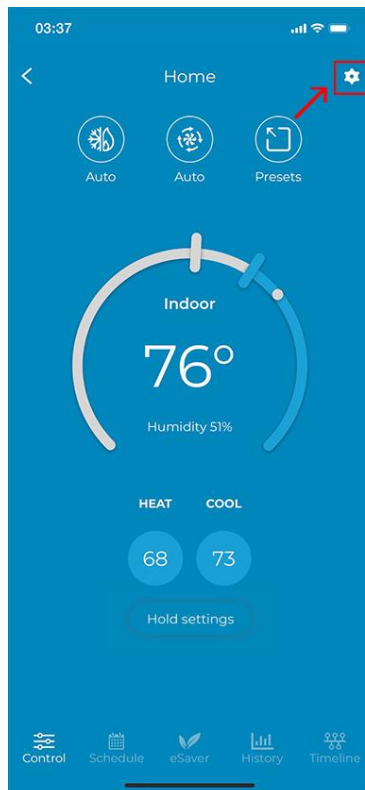 03:37
Home
Auto Auto Presets
Indoor
76°
Humidity 51%
HEAT COOL
68 73
Hold settings
Control Schedule eSaver History Timeline